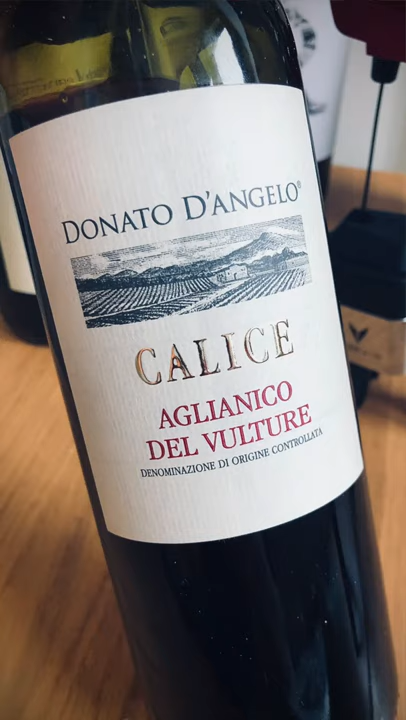 DONATO D'ANGELO®
CALICE
AGLIANICO
DEL VULTURE
DENOMINAZIONE DI ORIGINE CONTROLLATA